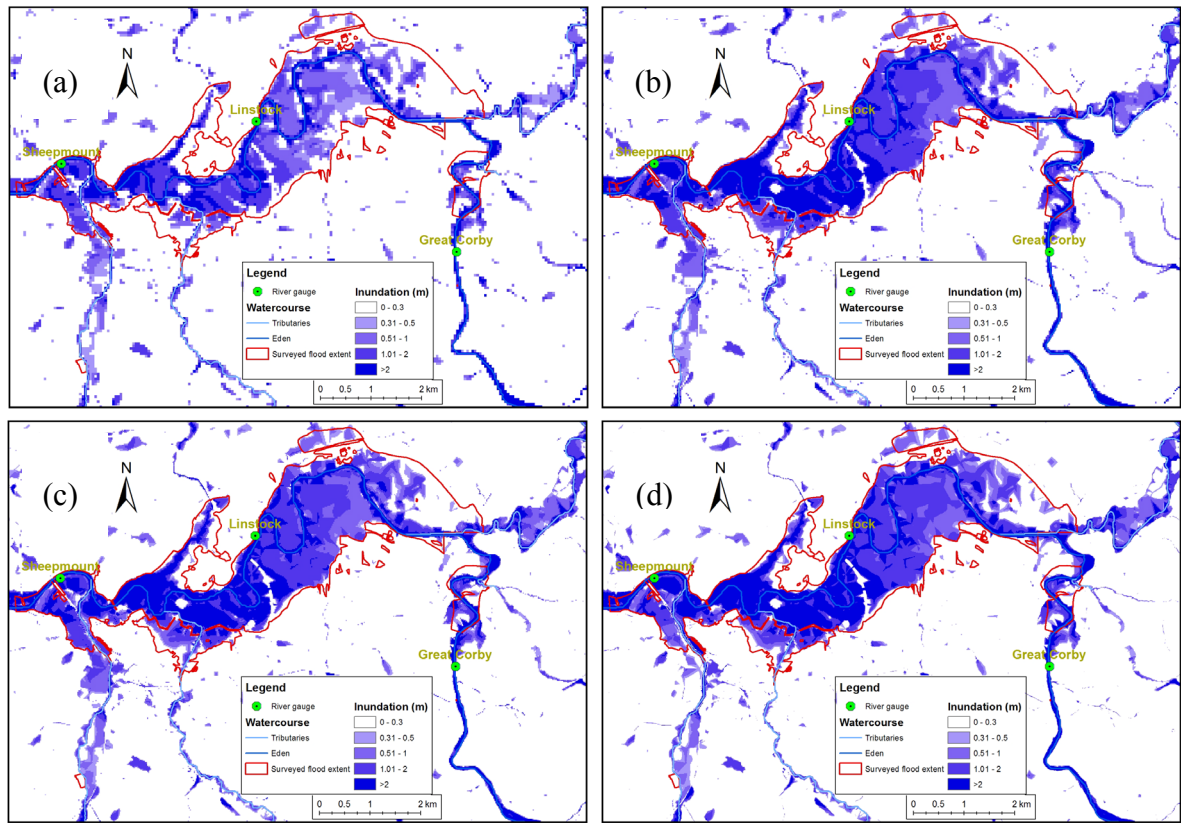 (a)
N
Linstock
Sheepmount
Great Corby
Legend
River gauge
Watercourse
Tributaries
Eden
Surveyed flood extent
Inundation (m)
0 - 0.3
0.31 - 0.5
0.51 - 1
1.01 - 2
>2
0 0.5 1 2 km
(b)
N
Linstock
Sheepmount
Great Corby
Legend
River gauge
Watercourse
Tributaries
Eden
Surveyed flood extent
Inundation (m)
0 - 0.3
0.31 - 0.5
0.51 - 1
1.01 - 2
>2
0 0.5 1 2 km
(c)
N
Linstock
Sheepmount
Great Corby
Legend
River gauge
Watercourse
Tributaries
Eden
Surveyed flood extent
Inundation (m)
0 - 0.3
0.31 - 0.5
0.51 - 1
1.01 - 2
>2
0 0.5 1 2 km
(d)
N
Linstock
Sheepmount
Great Corby
Legend
River gauge
Watercourse
Tributaries
Eden
Surveyed flood extent
Inundation (m)
0 - 0.3
0.31 - 0.5
0.51 - 1
1.01 - 2
>2
0 0.5 1 2 km